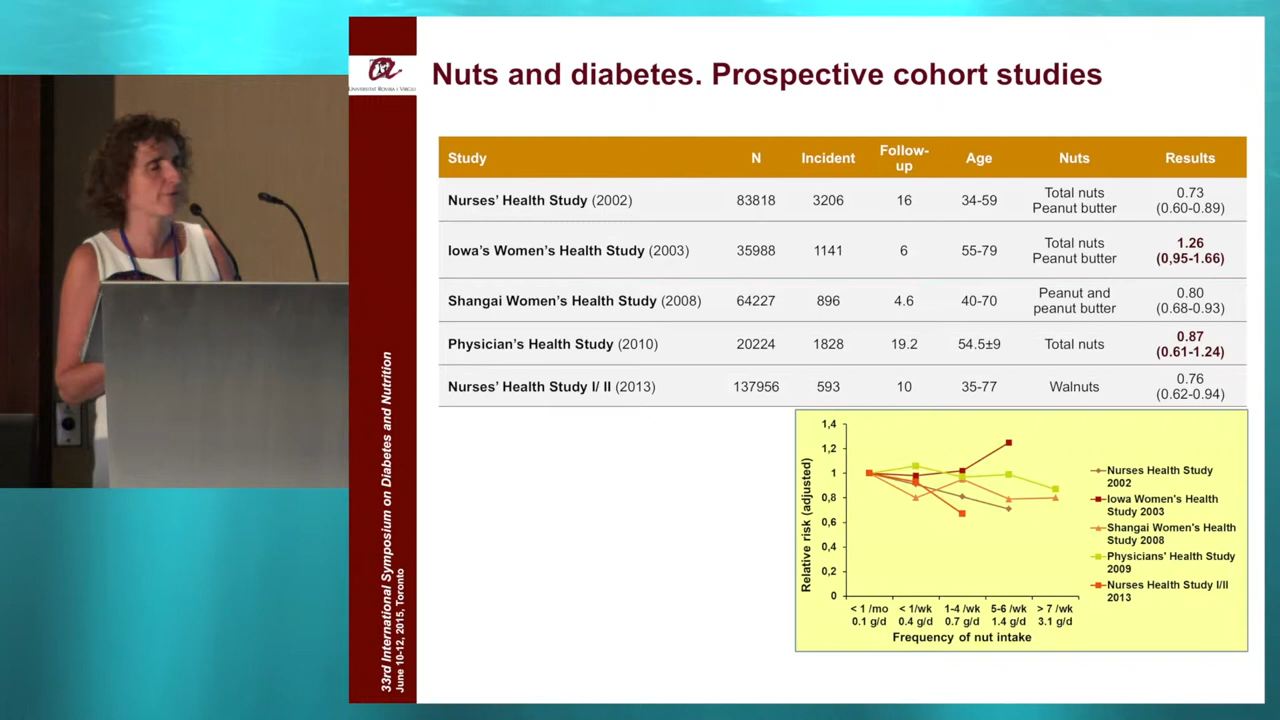 UNIVERSITAT ROVIRA I VIRGILI
Nuts and diabetes. Prospective cohort studies
Study N Incident Follow-up Age Nuts Results
Nurses' Health Study (2002) 83818 3206 16 34-59 Total nuts Peanut butter 0.73 (0.60-0.89)
Iowa's Women's Health Study (2003) 35988 1141 6 55-79 Total nuts Peanut butter 1.26 (0,95-1.66)
Shangai Women's Health Study (2008) 64227 896 4.6 40-70 Peanut and peanut butter 0.80 (0.68-0.93)
Physician's Health Study (2010) 20224 1828 19.2 54.5±9 Total nuts 0.87 (0.61-1.24)
Nurses' Health Study I/ II (2013) 137956 593 10 35-77 Walnuts 0.76 (0.62-0.94)
33rd International Symposium on Diabetes and Nutrition
June 10-12, 2015, Toronto
Relative risk (adjusted)
1,4
1,2
1
0,8
0,6
0,4
0,2
0
< 1 /mo < 1/wk 1-4 /wk 5-6 /wk > 7 /wk
0.1 g/d 0.4 g/d 0.7 g/d 1.4 g/d 3.1 g/d
Frequency of nut intake
Nurses Health Study
2002
Iowa Women's Health
Study 2003
Shangai Women's Health
Study 2008
Physicians' Health Study
2009
Nurses Health Study I/II
2013